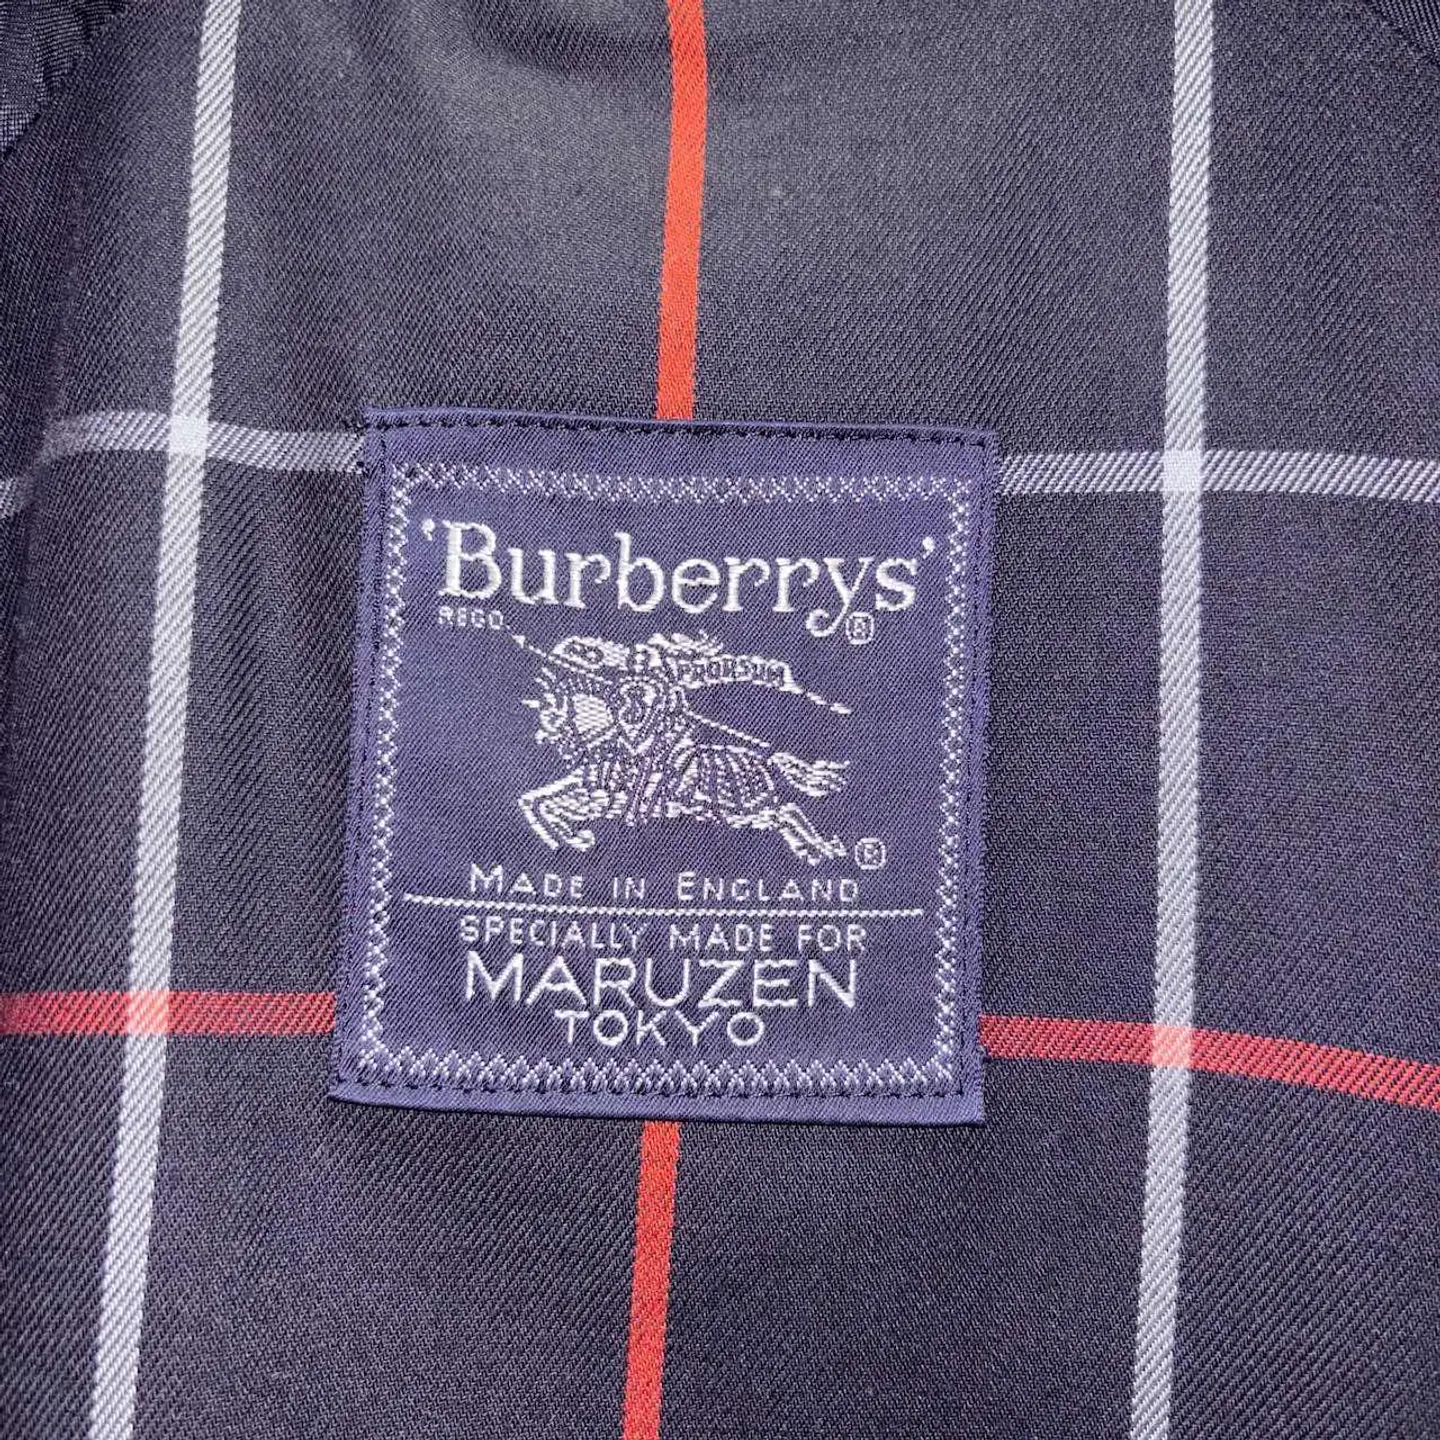 'Burberrys'®
REGD.
PRORSUM
®
MADE IN ENGLAND
SPECIALLY MADE FOR
MARUZEN
TOKYO